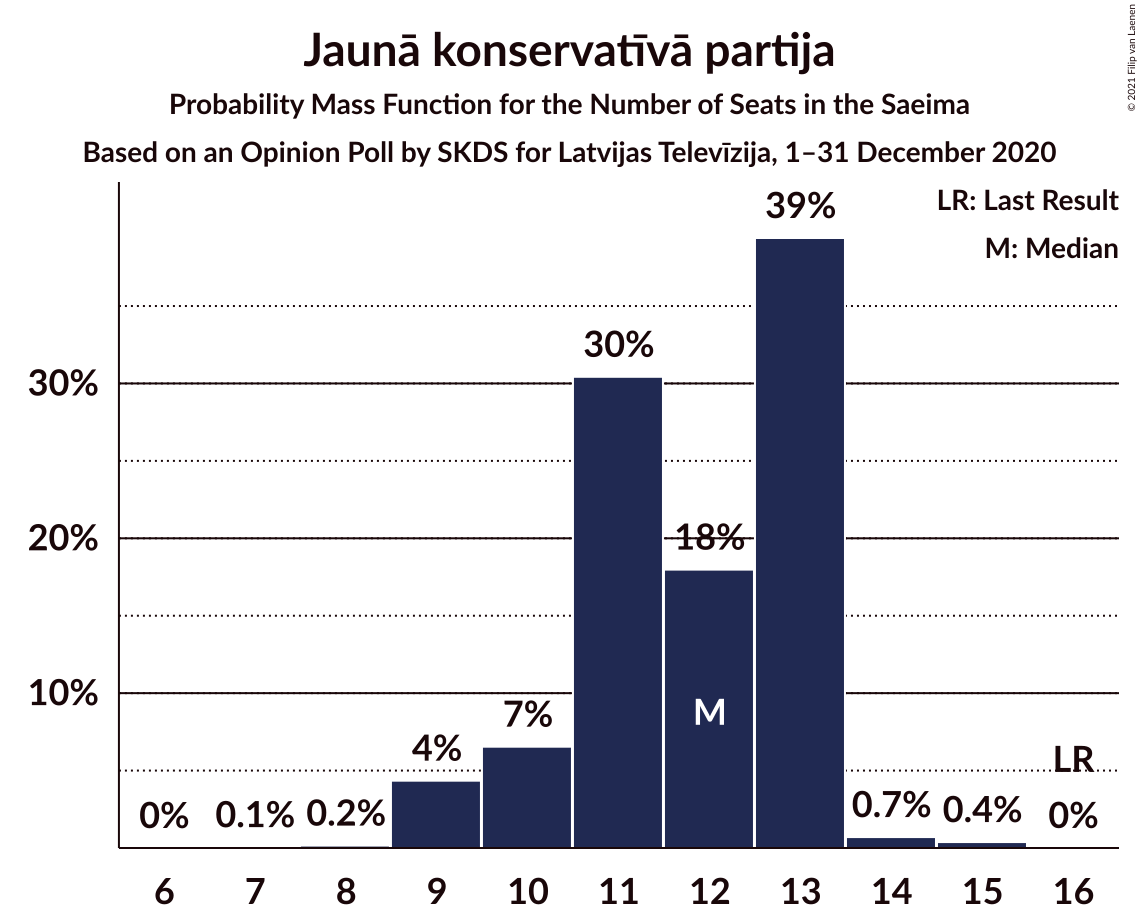 Jaunā konservatīvā partija
Probability Mass Function for the Number of Seats in the Saeima
Based on an Opinion Poll by SKDS for Latvijas Televīzija, 1–31 December 2020
© 2021 Filip van Laenen
LR: Last Result
M: Median
39%
30%
30%
20%
18%
10%
M
7%
4%
LR
0%
0.1%
0.2%
0.7%
0.4%
0%
6 7 8 9 10 11 12 13 14 15 16